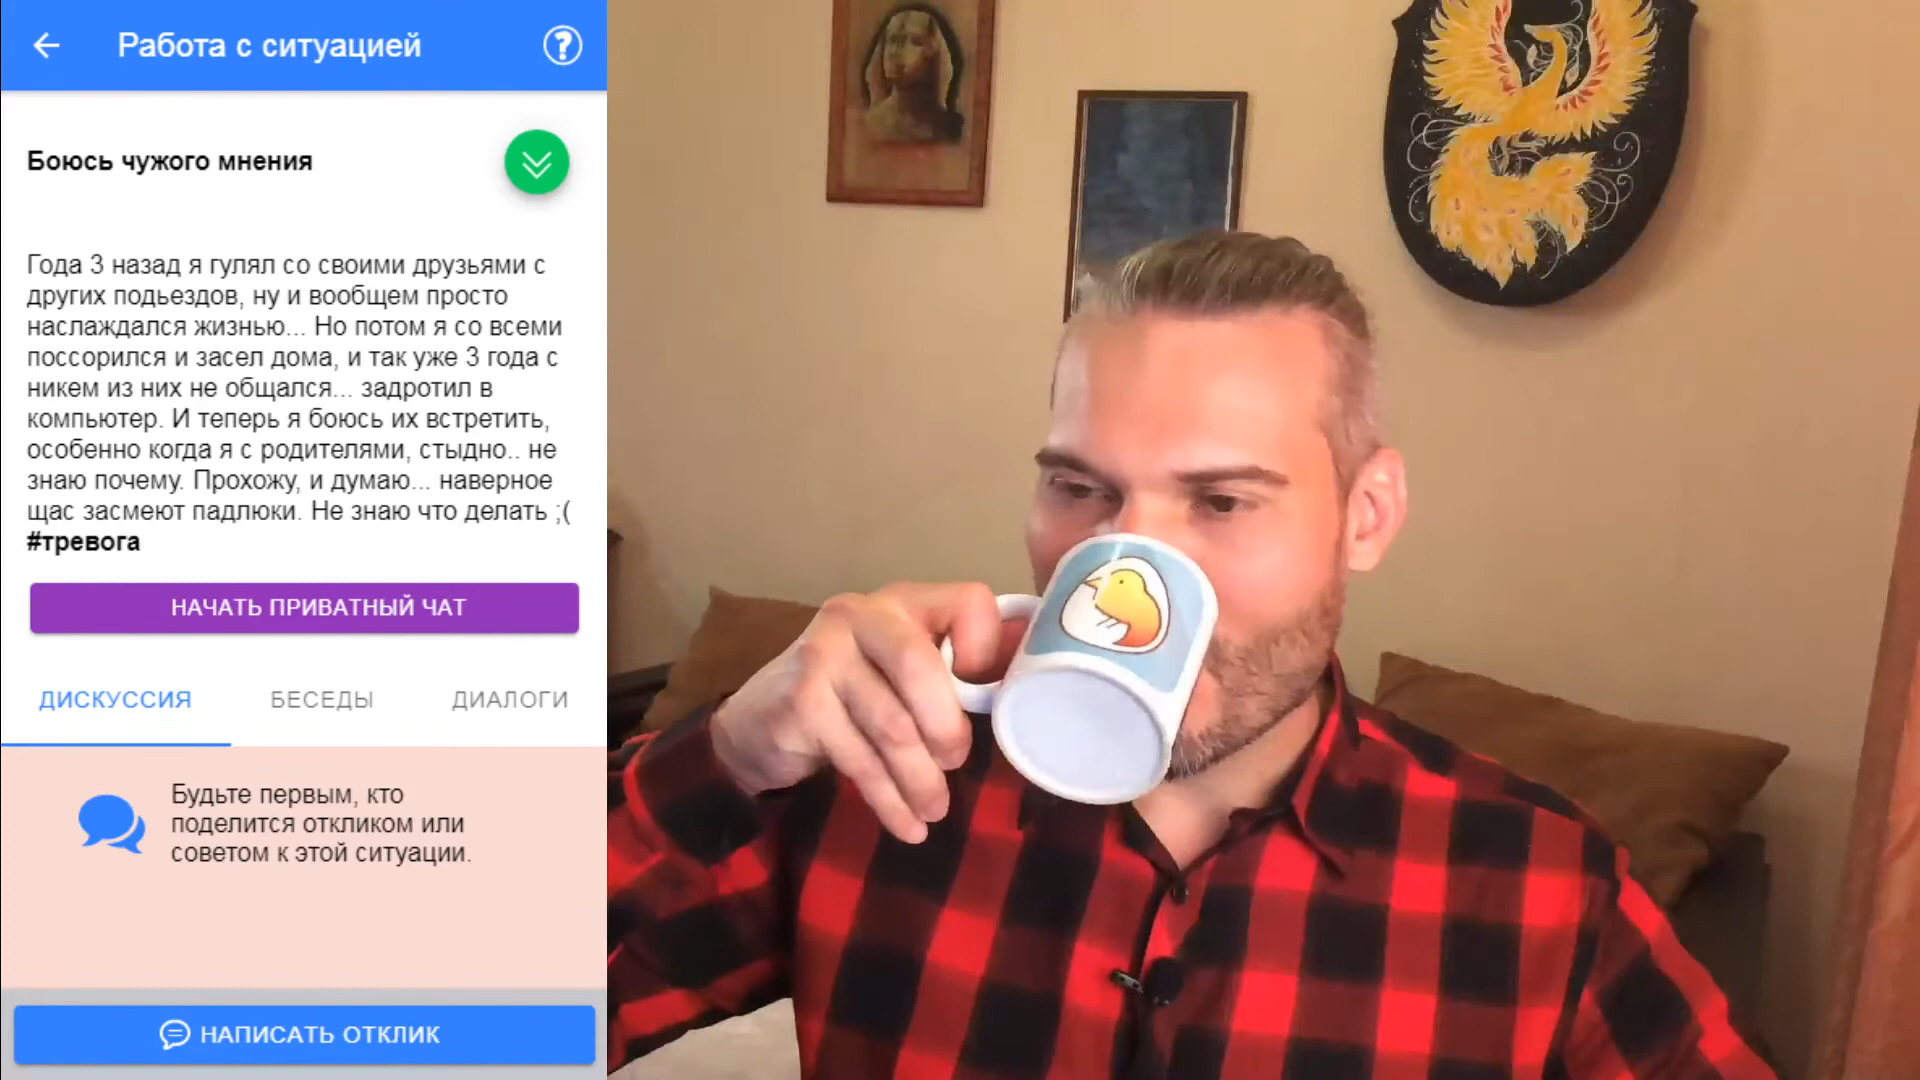 Работа с ситуацией
Боюсь чужого мнения
Года 3 назад я гулял со своими друзьями с
других подьездов, ну и вообщем просто
наслаждался жизнью... Но потом я со всеми
поссорился и засел дома, и так уже 3 года с
никем из них не общался... задротил в
компьютер. И теперь я боюсь их встретить,
особенно когда я с родителями, стыдно.. не
знаю почему. Прохожу, и думаю... наверное
щас засмеют падлюки. Не знаю что делать ;(
#тревога
НАЧАТЬ ПРИВАТНЫЙ ЧАТ
ДИСКУССИЯ БЕСЕДЫ ДИАЛОГИ
Будьте первым, кто
поделится откликом или
советом к этой ситуации.
НАПИСАТЬ ОТКЛИК